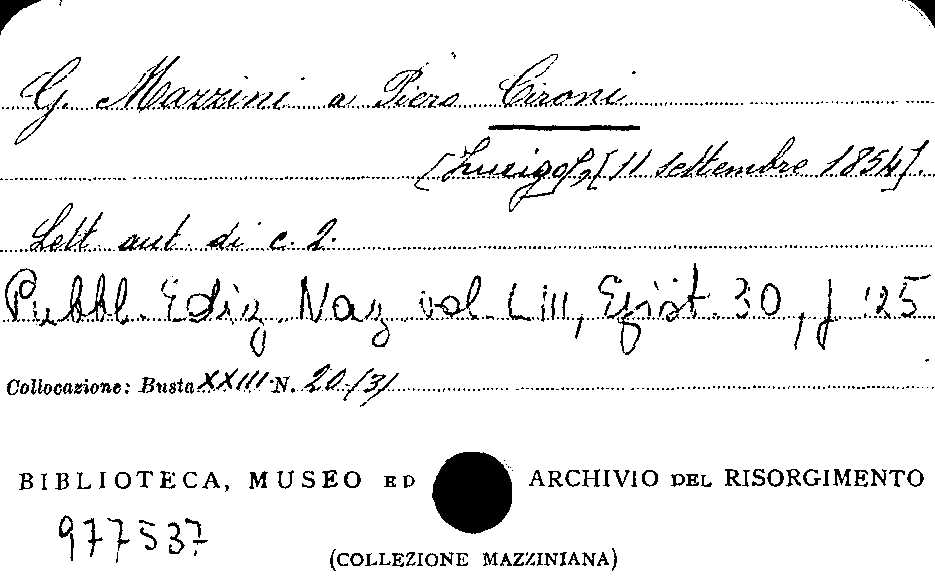 G. Mazzini a Piero Cironi
[Zurigo], [11 settembre 1854].
Lett. aut. di c. 2.
Pubbl. Ediz. Naz vol. LIII, Epist. 30, p 125
Collocazione: Busta XXIII N. 20/3/
BIBLIOTECA, MUSEO ED ARCHIVIO DEL RISORGIMENTO
977537
(COLLEZIONE MAZZINIANA)